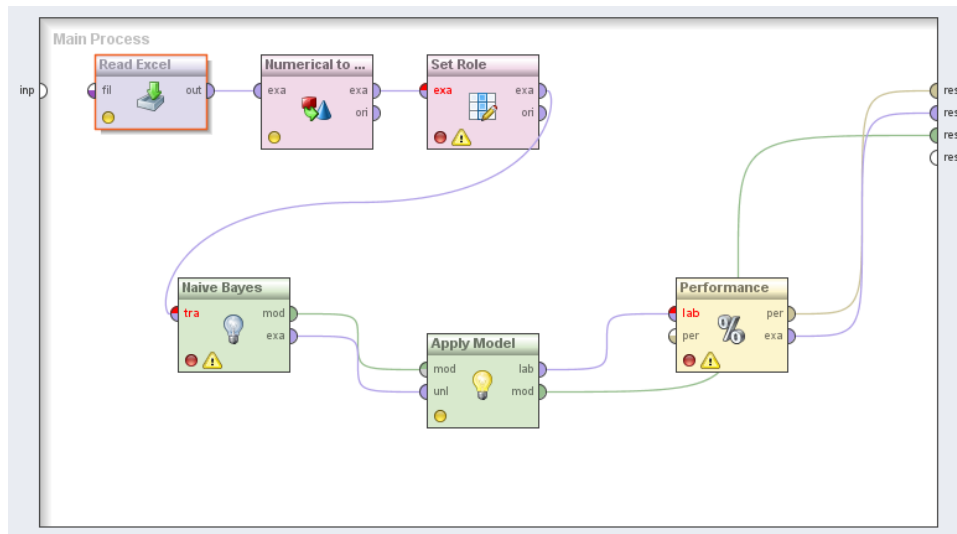 Main Process
Read Excel
Numerical to ...
Set Role
inp
fil
out
exa
exa
ori
exa
exa
ori
res
res
res
res
Naive Bayes
tra
mod
exa
Apply Model
mod
lab
unl
mod
Performance
lab
per
per
%
exa